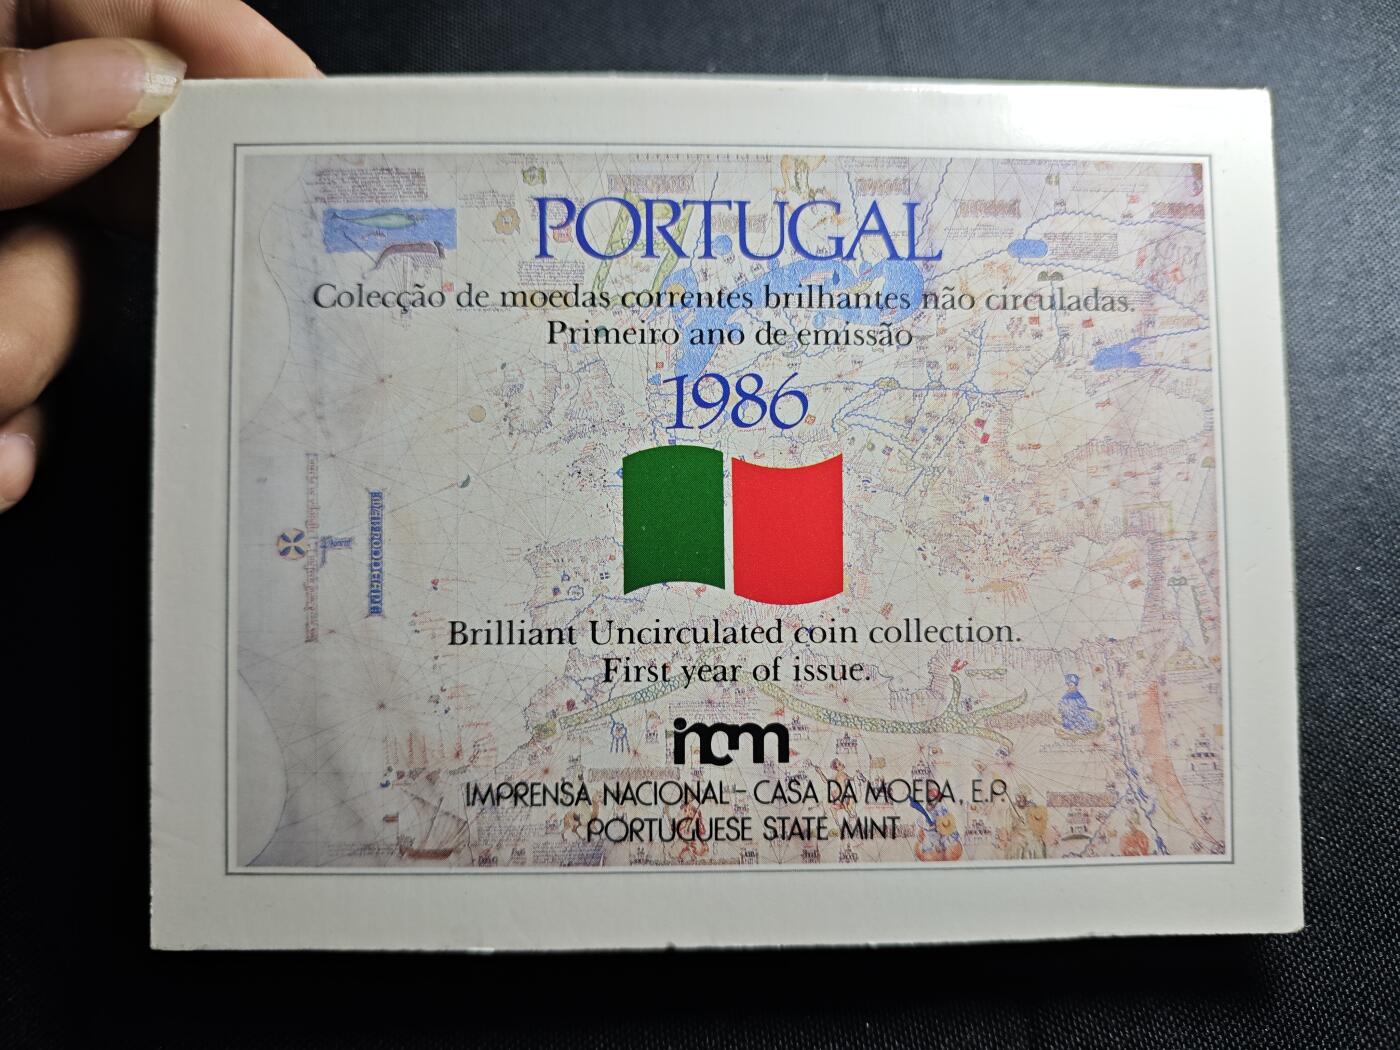 PORTUGAL
Colecção de moedas correntes brilhantes não circuladas.
Primeiro ano de emissão
1986
Brilliant Uncirculated coin collection.
First year of issue.
incm
IMPRENSA NACIONAL - CASA DA MOEDA, E.P.
PORTUGUESE STATE MINT